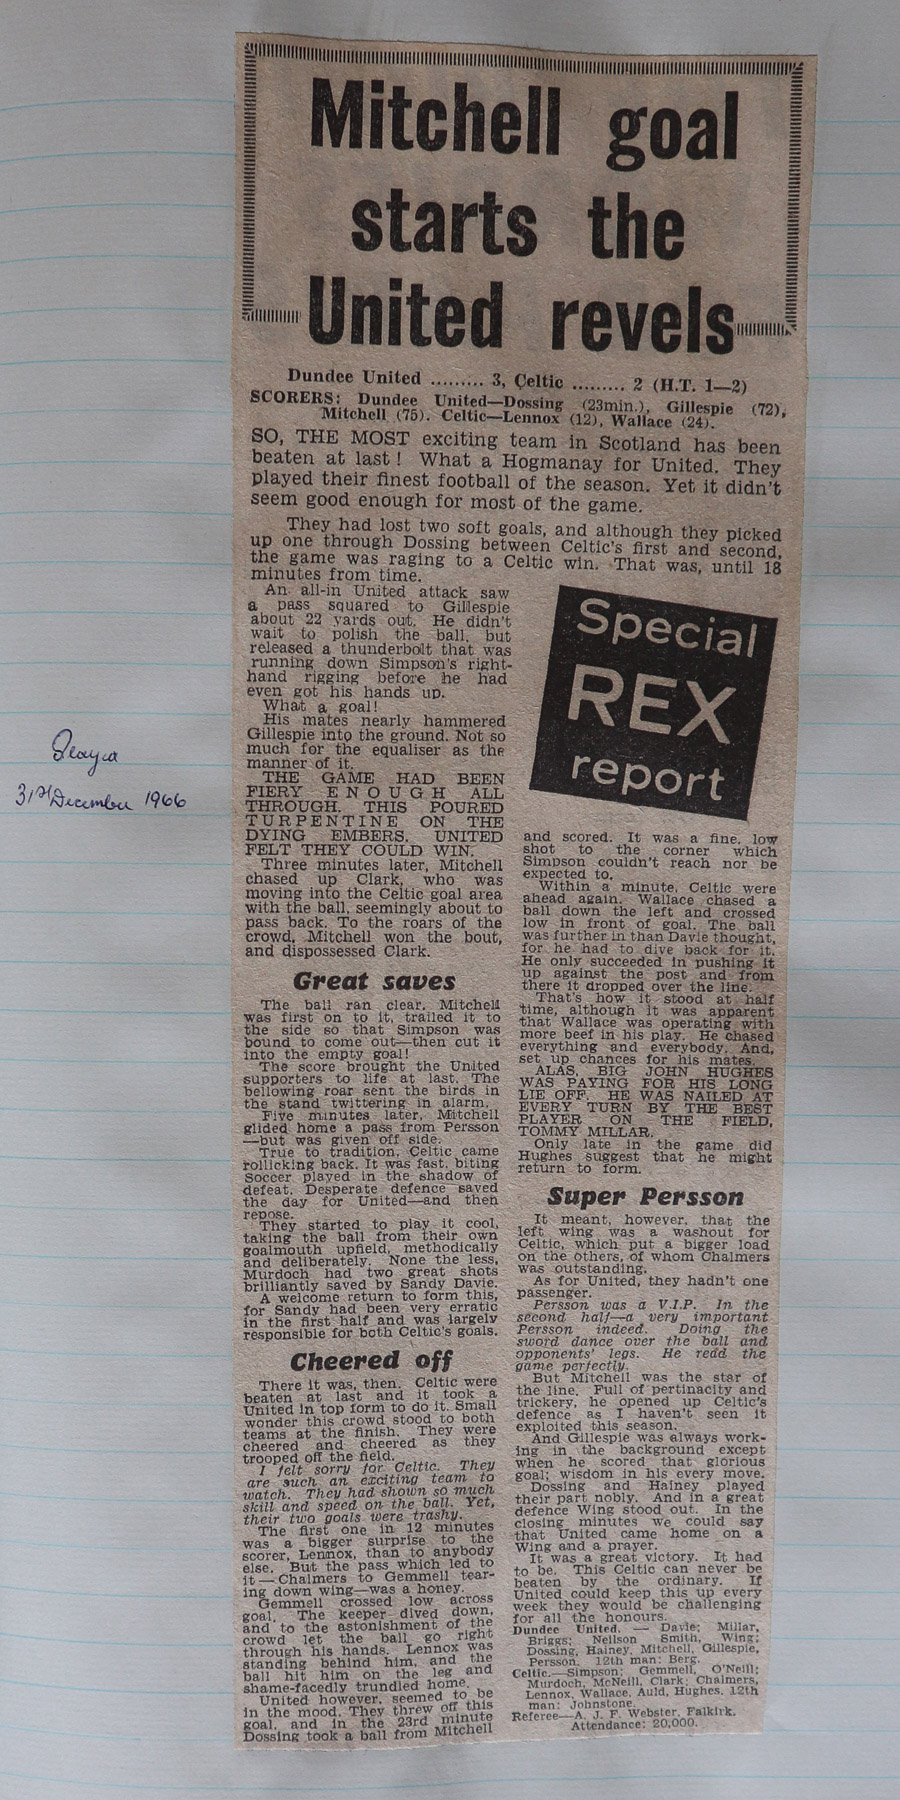 Mitchell goal
starts the
United revels
Dundee United ......... 3, Celtic ......... 2 (H.T. 1—2)
SCORERS: Dundee United—Dossing (23min.), Gillespie (72),
Mitchell (75). Celtic—Lennox (12), Wallace (24).
SO, THE MOST exciting team in Scotland has been
beaten at last! What a Hogmanay for United. They
played their finest football of the season. Yet it didn't
seem good enough for most of the game.
They had lost two soft goals, and although they picked
up one through Dossing between Celtic's first and second,
the game was raging to a Celtic win. That was, until 18
minutes from time.
An all-in United attack saw
a pass squared to Gillespie
about 22 yards out. He didn't
wait to polish the ball, but
released a thunderbolt that was
running down Simpson's right-
hand rigging before he had
even got his hands up.
What a goal!
His mates nearly hammered
Gillespie into the ground. Not so
much for the equaliser as the
manner of it.
THE GAME HAD BEEN
FIERY ENOUGH ALL
THROUGH. THIS POURED
TURPENTINE ON THE
DYING EMBERS. UNITED
FELT THEY COULD WIN.
Three minutes later, Mitchell
chased up Clark, who was
moving into the Celtic goal area
with the ball, seemingly about to
pass back. To the roars of the
crowd, Mitchell won the bout,
and dispossessed Clark.
Great saves
The ball ran clear. Mitchell
was first on to it, trailed it to
the side so that Simpson was
bound to come out—then cut it
into the empty goal!
The score brought the United
supporters to life at last. The
bellowing roar sent the birds in
the stand twittering in alarm.
Five minutes later, Mitchell
glided home a pass from Persson
—but was given off side.
True to tradition, Celtic came
rollicking back. It was fast, biting
Soccer played in the shadow of
defeat. Desperate defence saved
the day for United—and then
repose.
They started to play it cool,
taking the ball from their own
goalmouth upfield, methodically
and deliberately. None the less,
Murdoch had two great shots
brilliantly saved by Sandy Davie.
A welcome return to form this,
for Sandy had been very erratic
in the first half and was largely
responsible for both Celtic's goals.
Cheered off
There it was, then. Celtic were
beaten at last and it took a
United in top form to do it. Small
wonder this crowd stood to both
teams at the finish. They were
cheered and cheered as they
trooped off the field.
I felt sorry for Celtic. They
are such an exciting team to
watch. They had shown so much
skill and speed on the ball. Yet,
their two goals were trashy.
The first one in 12 minutes
was a bigger surprise to the
scorer, Lennox, than to anybody
else. But the pass which led to
it—Chalmers to Gemmell tear-
ing down wing—was a honey.
Gemmell crossed low across
goal. The keeper dived down,
and to the astonishment of the
crowd let the ball go right
through his hands. Lennox was
standing behind him, and the
ball hit him on the leg and
shame-facedly trundled home.
United however, seemed to be
in the mood. They threw off this
goal, and in the 23rd minute
Dossing took a ball from Mitchell
Special
REX
report
and scored. It was a fine, low
shot to the corner which
Simpson couldn't reach nor be
expected to.
Within a minute, Celtic were
ahead again. Wallace chased a
ball down the left and crossed
low in front of goal. The ball
was further in than Davie thought,
for he had to dive back for it.
He only succeeded in pushing it
up against the post and from
there it dropped over the line.
That's how it stood at half
time, although it was apparent
that Wallace was operating with
more beef in his play. He chased
everything and everybody. And,
set up chances for his mates.
ALAS, BIG JOHN HUGHES
WAS PAYING FOR HIS LONG
LIE OFF. HE WAS NAILED AT
EVERY TURN BY THE BEST
PLAYER ON THE FIELD,
TOMMY MILLAR.
Only late in the game did
Hughes suggest that he might
return to form.
Super Persson
It meant, however, that the
left wing was a washout for
Celtic, which put a bigger load
on the others, of whom Chalmers
was outstanding.
As for United, they hadn't one
passenger.
Persson was a V.I.P. In the
second half—a very important
Persson indeed. Doing the
sword dance over the ball and
opponents' legs. He read the
game perfectly.
But Mitchell was the star of
the line. Full of pertinacity and
trickery, he opened up Celtic's
defence as I haven't seen it
exploited this season.
And Gillespie was always work-
ing in the background except
when he scored that glorious
goal; wisdom in his every move.
Dossing and Hainey played
their part nobly. And in a great
defence Wing stood out. In the
closing minutes we could say
that United came home on a
Wing and a prayer.
It was a great victory. It had
to be. This Celtic can never be
beaten by the ordinary. If
United could keep this up every
week they would be challenging
for all the honours.
Dundee United. — Davie; Millar,
Briggs; Neilson Smith, Wing;
Dossing, Hainey, Mitchell, Gillespie,
Persson. 12th man: Berg.
Celtic.—Simpson; Gemmell, O'Neill;
Murdoch, McNeill, Clark; Chalmers,
Lennox, Wallace, Auld, Hughes. 12th
man: Johnstone.
Referee—A. J. F. Webster, Falkirk.
Attendance: 20,000.
31st December 1966